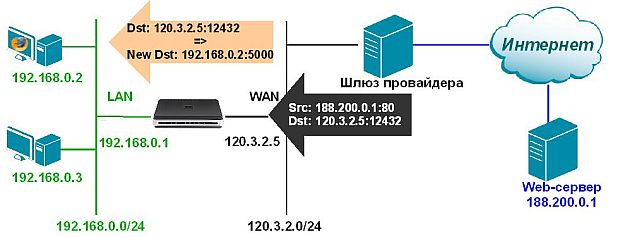 Dst: 120.3.2.5:12432
=>
New Dst: 192.168.0.2:5000
192.168.0.2
Шлюз провайдера
Интернет
LAN
WAN
Src: 188.200.0.1:80
Dst: 120.3.2.5:12432
192.168.0.1
120.3.2.5
192.168.0.3
Web-сервер
188.200.0.1
192.168.0.0/24
120.3.2.0/24